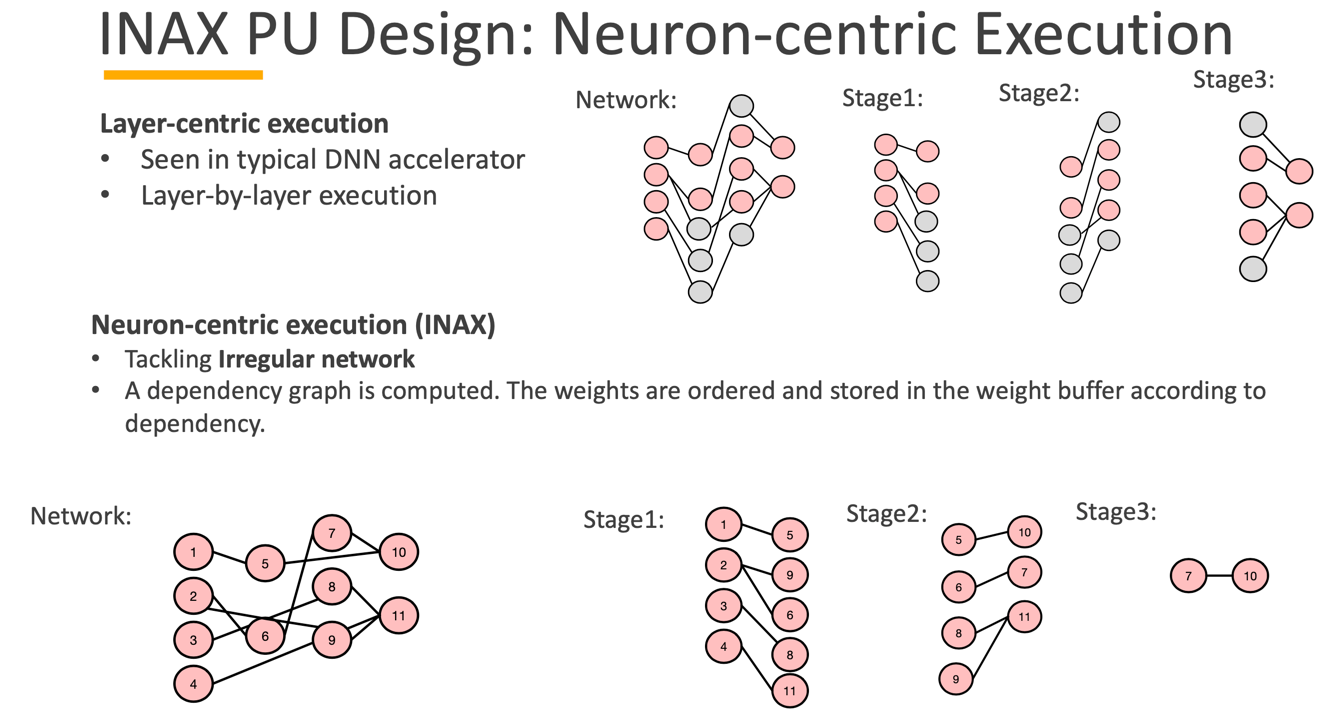 INAX PU Design: Neuron-centric Execution
Layer-centric execution
• Seen in typical DNN accelerator
• Layer-by-layer execution
Network:
Stage1:
Stage2:
Stage3:
Neuron-centric execution (INAX)
• Tackling Irregular network
• A dependency graph is computed. The weights are ordered and stored in the weight buffer according to
dependency.
Network:
1
2
3
4
5
6
7
8
9
10
11
Stage1:
1
5
2
9
6
3
8
4
11
Stage2:
5
10
6
7
8
11
9
Stage3:
7
10